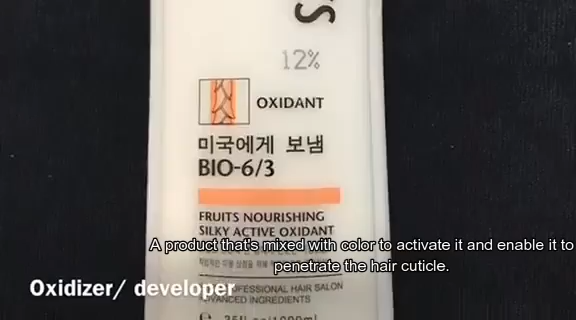 S
12%
OXIDANT
미국에게 보냄
BIO-6/3
FRUITS NOURISHING
SILKY ACTIVE OXIDANT
A product that's mixed with color to activate it and enable it to
penetrate the hair cuticle.
Oxidizer/ developer
PROFESSIONAL HAIR SALON
ADVANCED INGREDIENTS